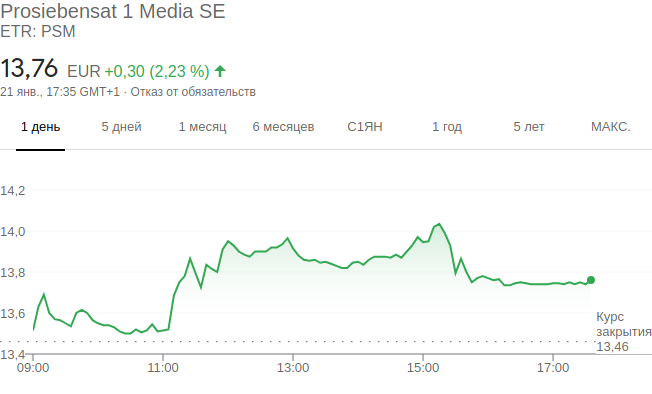 Prosiebensat 1 Media SE
ETR: PSM
13,76 EUR +0,30 (2,23 %)
21 янв., 17:35 GMT+1 · Отказ от обязательств
1 день 5 дней 1 месяц 6 месяцев С1ЯН 1 год 5 лет МАКС.
14,2
14,0
13,8
13,6
13,4
Курс
закрытия
13,46
09:00 11:00 13:00 15:00 17:00